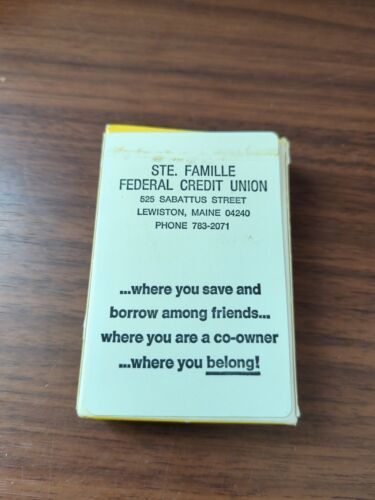 STE. FAMILLE
FEDERAL CREDIT UNION
525 SABATTUS STREET
LEWISTON, MAINE 04240
PHONE 783-2071
...where you save and
borrow among friends...
where you are a co-owner
...where you belong!